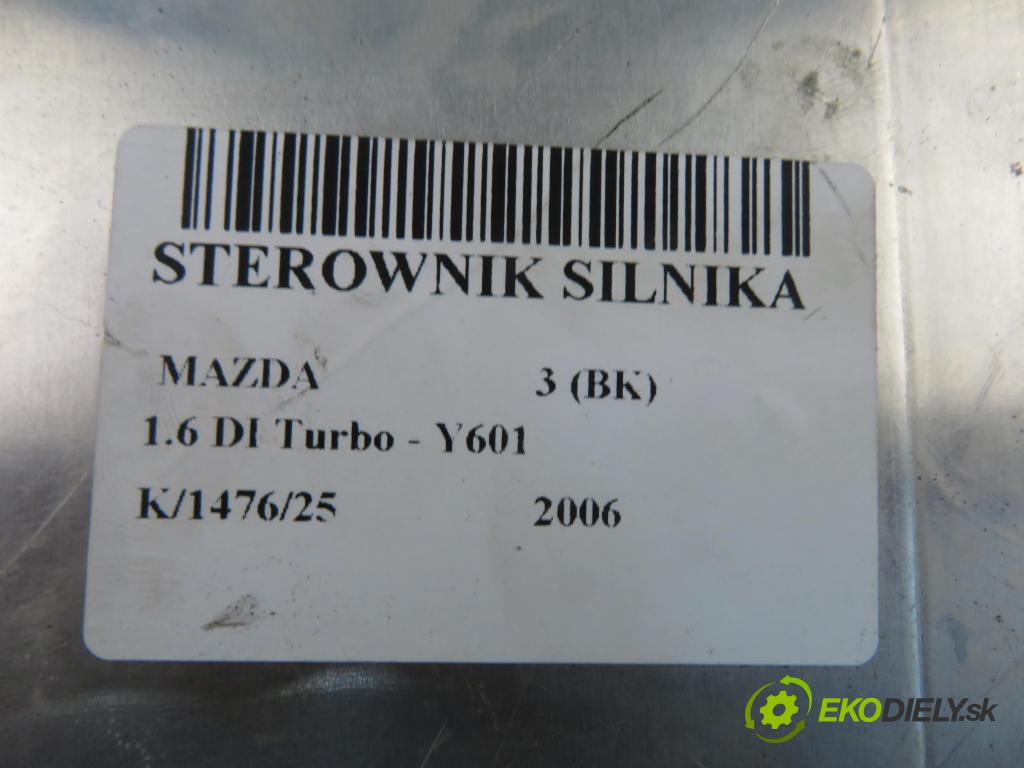 STEROWNIK SILNIKA
MAZDA 3 (BK)
1.6 DI Turbo - Y601
K/1476/25 2006
EKODIELY.sk